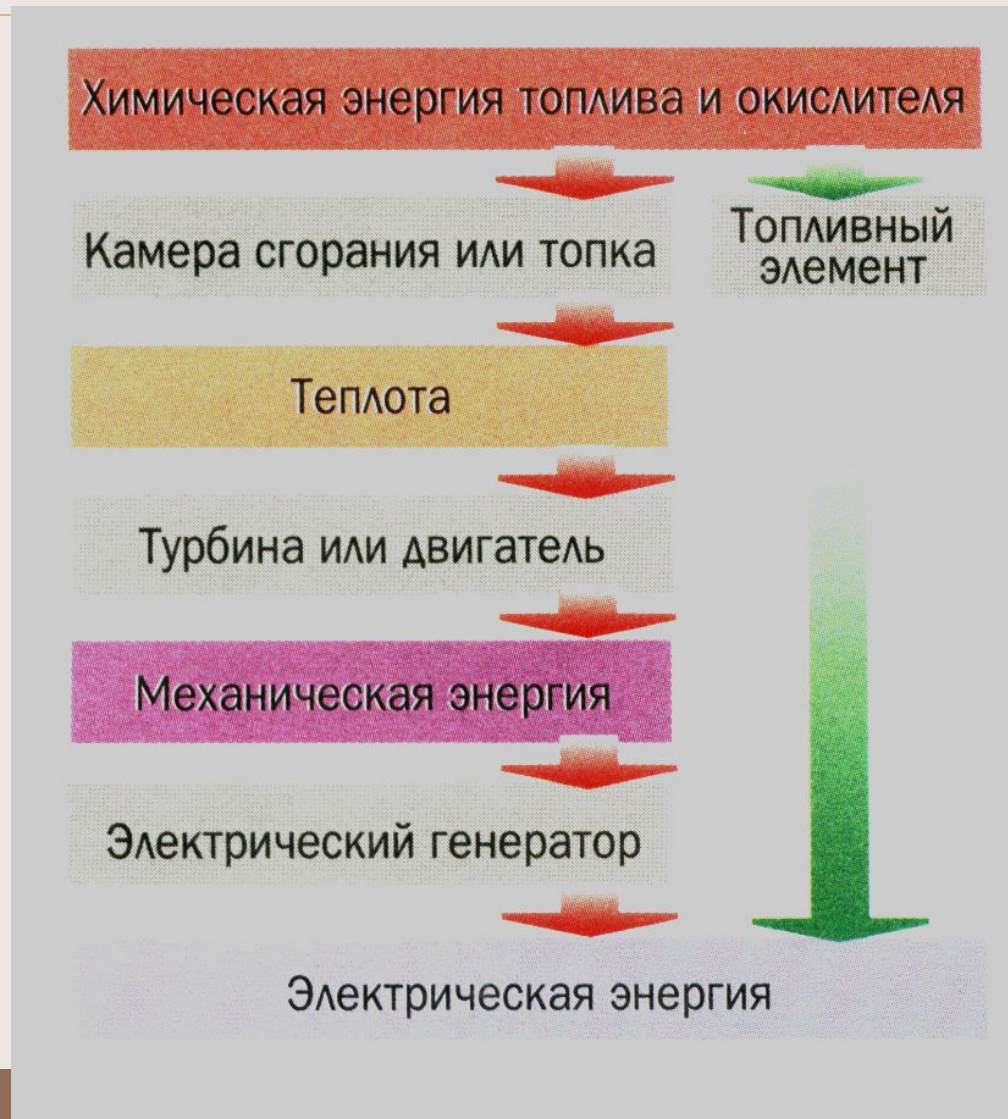 Химическая энергия топлива и окислителя
Камера сгорания или топка
Топливный
элемент
Теплота
Турбина или двигатель
Механическая энергия
Электрический генератор
Электрическая энергия